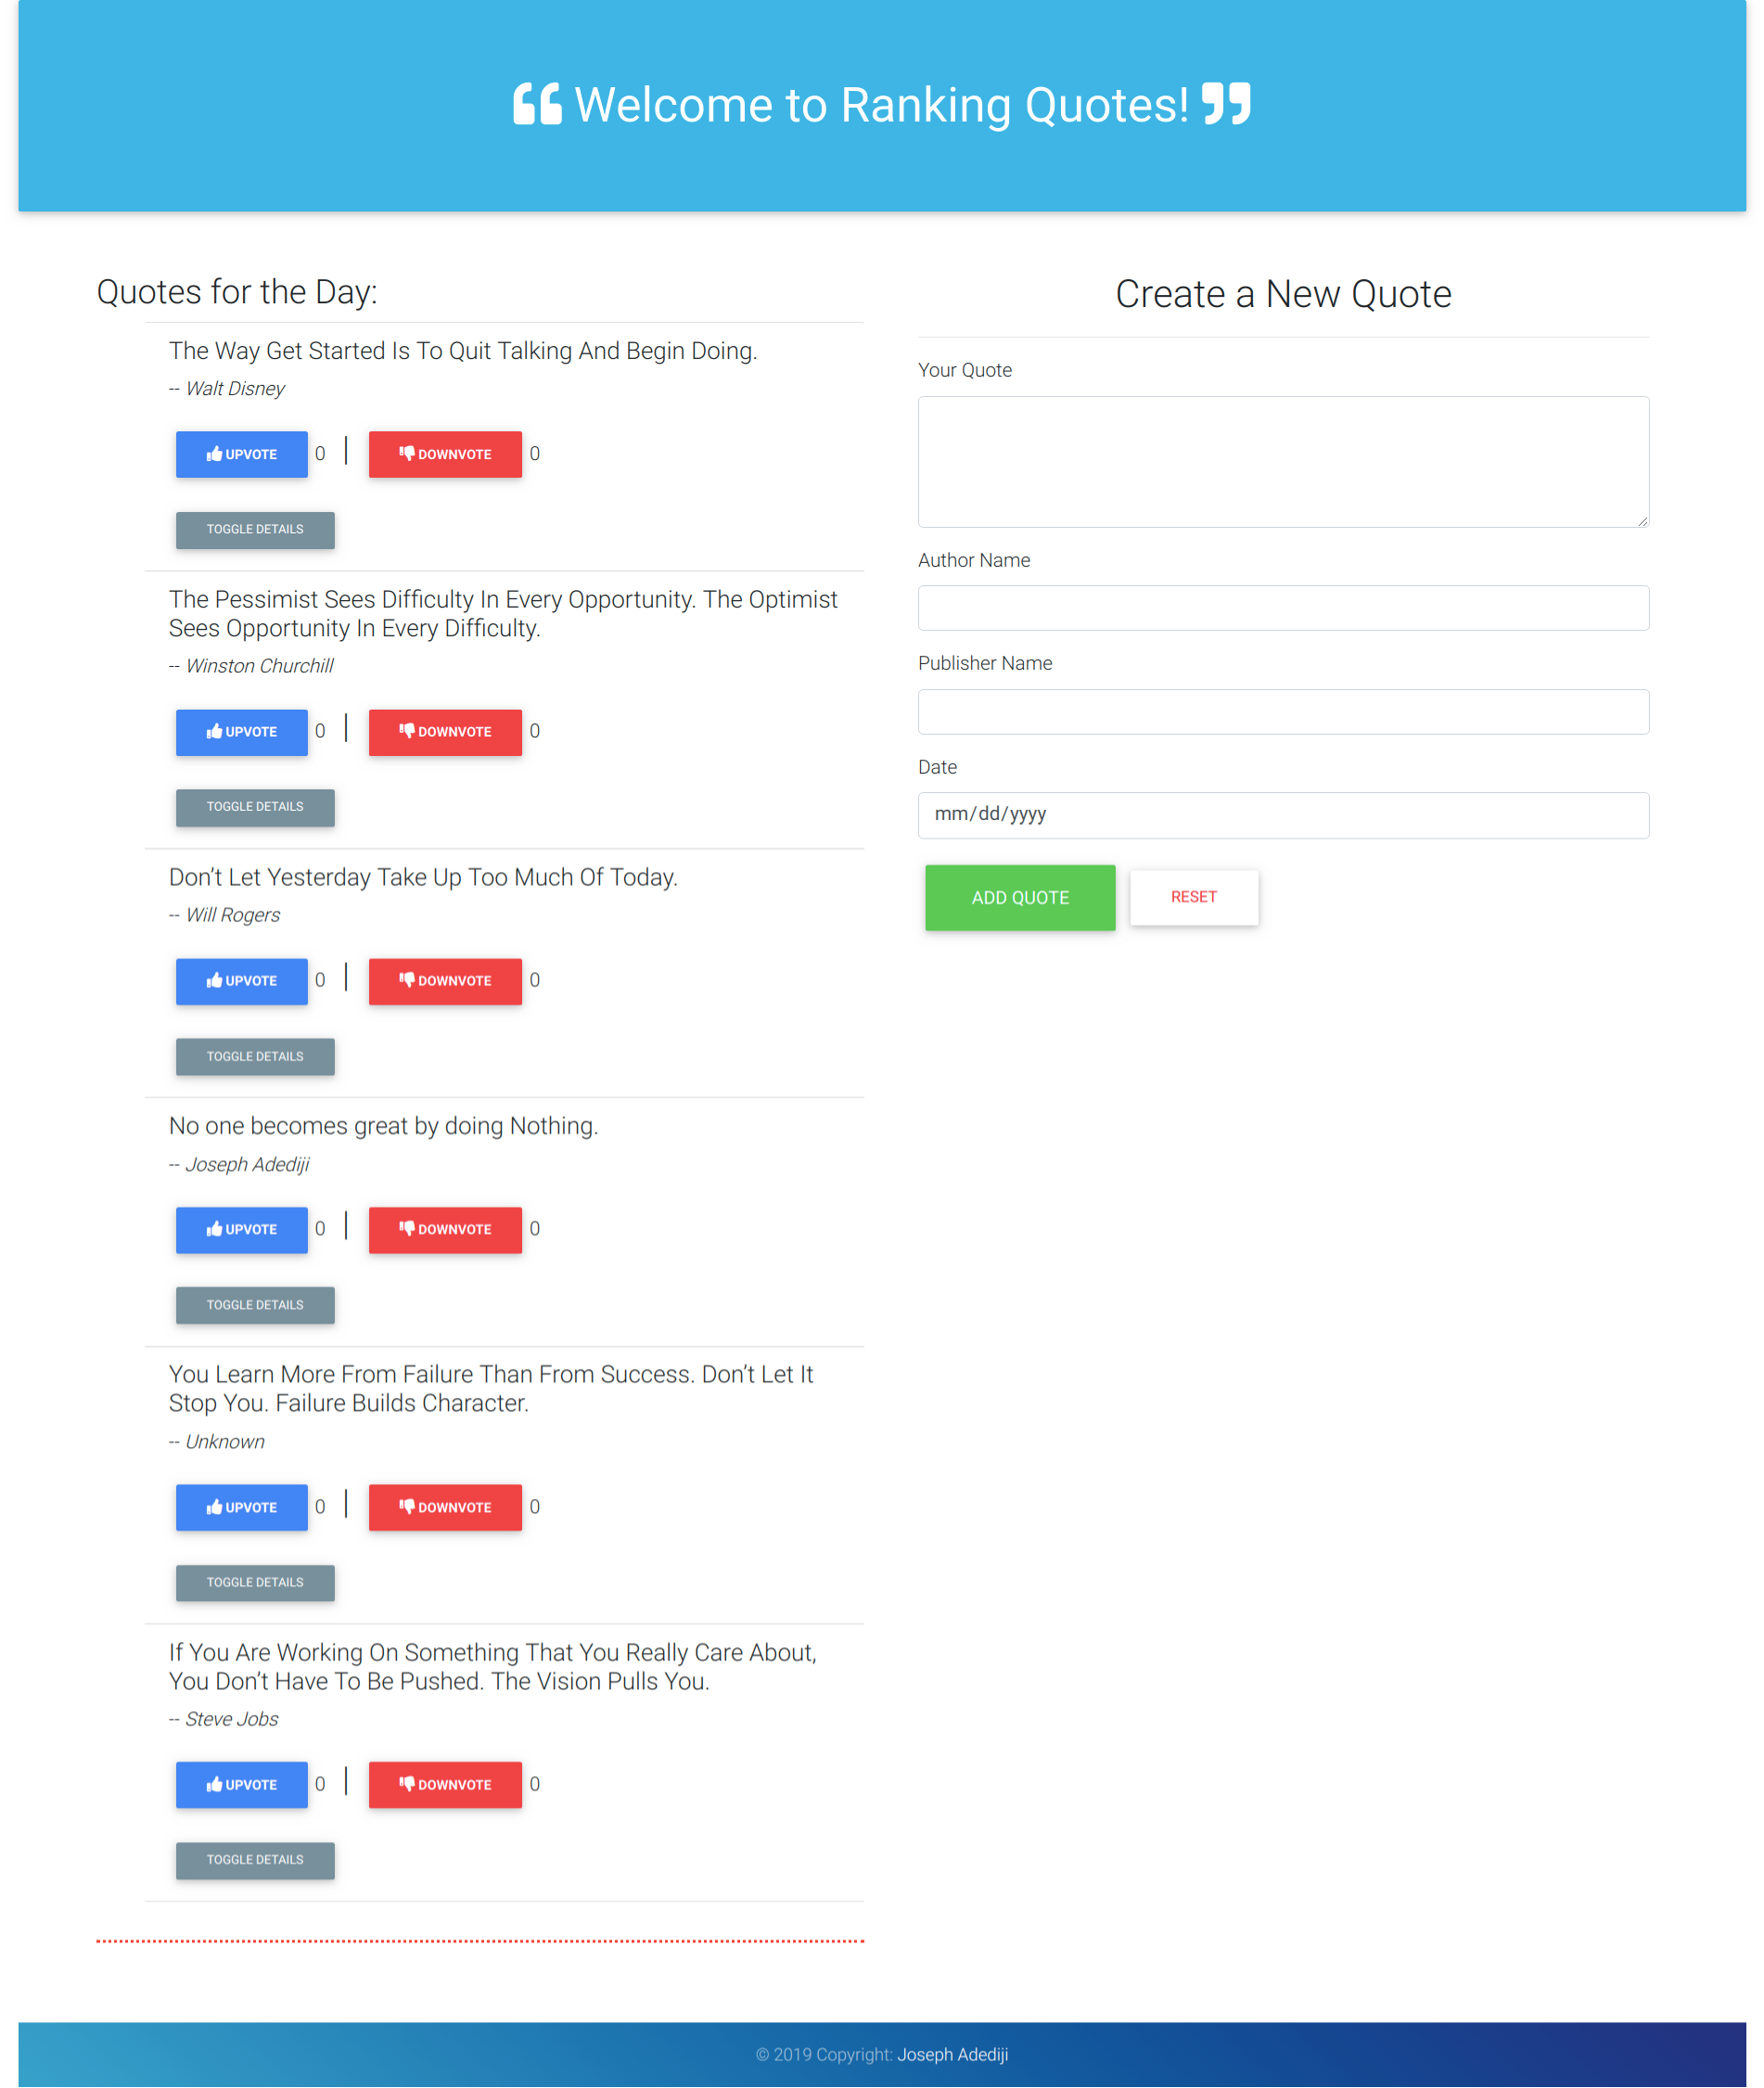 Welcome to Ranking Quotes!
Quotes for the Day:
The Way Get Started Is To Quit Talking And Begin Doing.
-- Walt Disney
UPVOTE 0 | DOWNVOTE 0
TOGGLE DETAILS
The Pessimist Sees Difficulty In Every Opportunity. The Optimist
Sees Opportunity In Every Difficulty.
-- Winston Churchill
UPVOTE 0 | DOWNVOTE 0
TOGGLE DETAILS
Don’t Let Yesterday Take Up Too Much Of Today.
-- Will Rogers
UPVOTE 0 | DOWNVOTE 0
TOGGLE DETAILS
No one becomes great by doing Nothing.
-- Joseph Adediji
UPVOTE 0 | DOWNVOTE 0
TOGGLE DETAILS
You Learn More From Failure Than From Success. Don’t Let It
Stop You. Failure Builds Character.
-- Unknown
UPVOTE 0 | DOWNVOTE 0
TOGGLE DETAILS
If You Are Working On Something That You Really Care About,
You Don’t Have To Be Pushed. The Vision Pulls You.
-- Steve Jobs
UPVOTE 0 | DOWNVOTE 0
TOGGLE DETAILS
Create a New Quote
Your Quote
Author Name
Publisher Name
Date
mm/dd/yyyy
ADD QUOTE RESET
© 2019 Copyright: Joseph Adediji